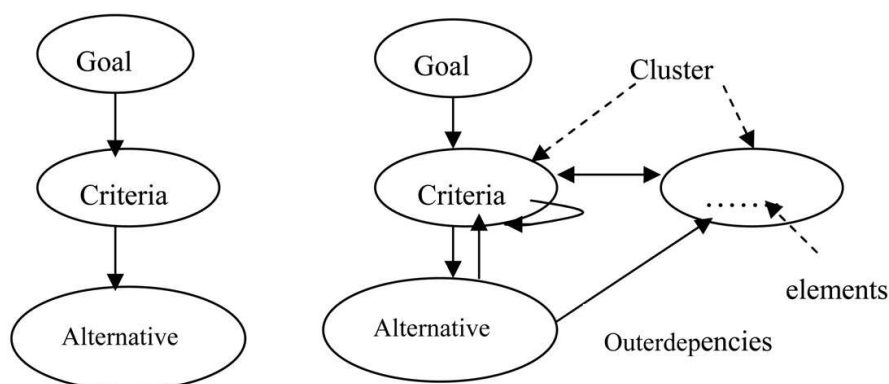 Goal
Criteria
Alternative
Goal
Cluster
Criteria
......
elements
Alternative
Outerdepencies